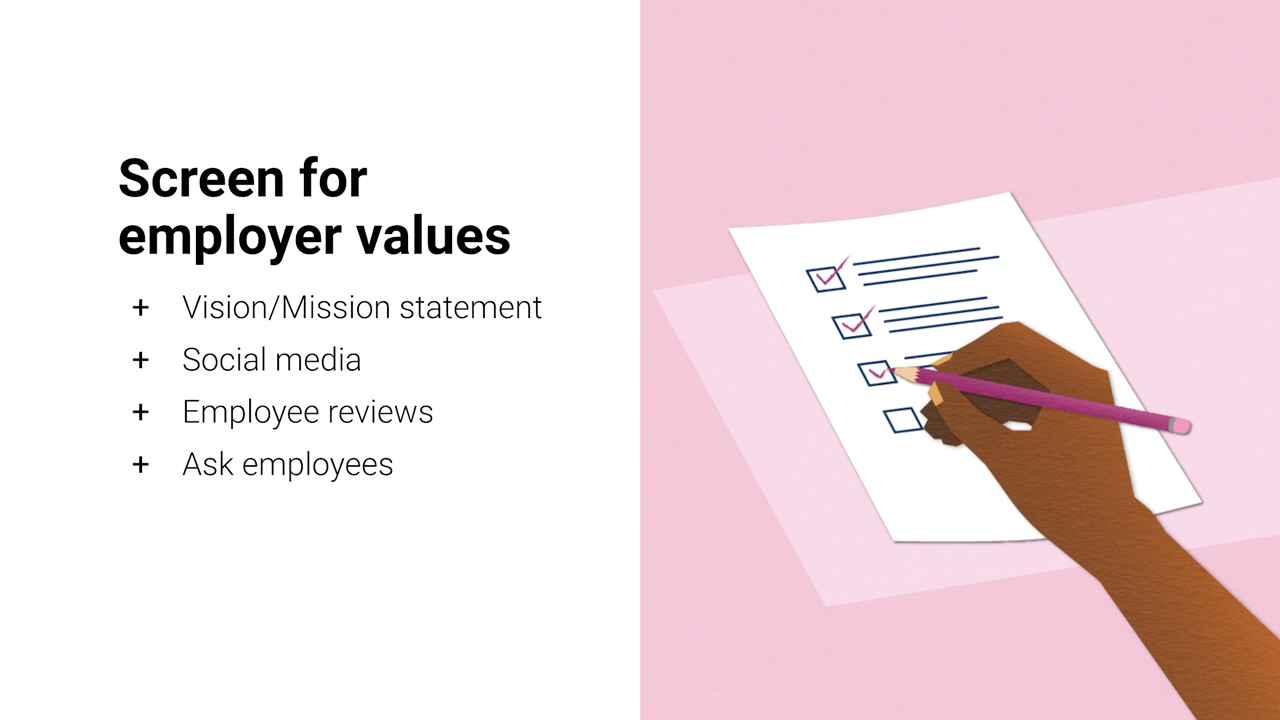 Screen for
employer values
+ Vision/Mission statement
+ Social media
+ Employee reviews
+ Ask employees